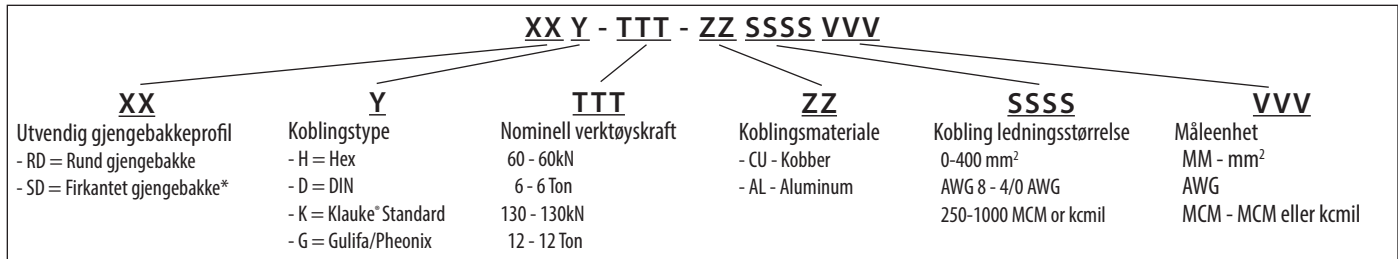 XX Y - TTT - ZZ SSSS VVV
XX
Utvendig gjengebakkeprofil
- RD = Rund gjengebakke
- SD = Firkantet gjengebakke*
Y
Koblingstype
- H = Hex
- D = DIN
- K = Klauke® Standard
- G = Gulifa/Pheonix
TTT
Nominell verktøyskraft
60 - 60kN
6 - 6 Ton
130 - 130kN
12 - 12 Ton
ZZ
Koblingsmateriale
- CU - Kobber
- AL - Aluminum
SSSS
Kobling ledningsstørrelse
0-400 mm²
AWG 8 - 4/0 AWG
250-1000 MCM or kcmil
VVV
Måleenhet
MM - mm²
AWG
MCM - MCM eller kcmil